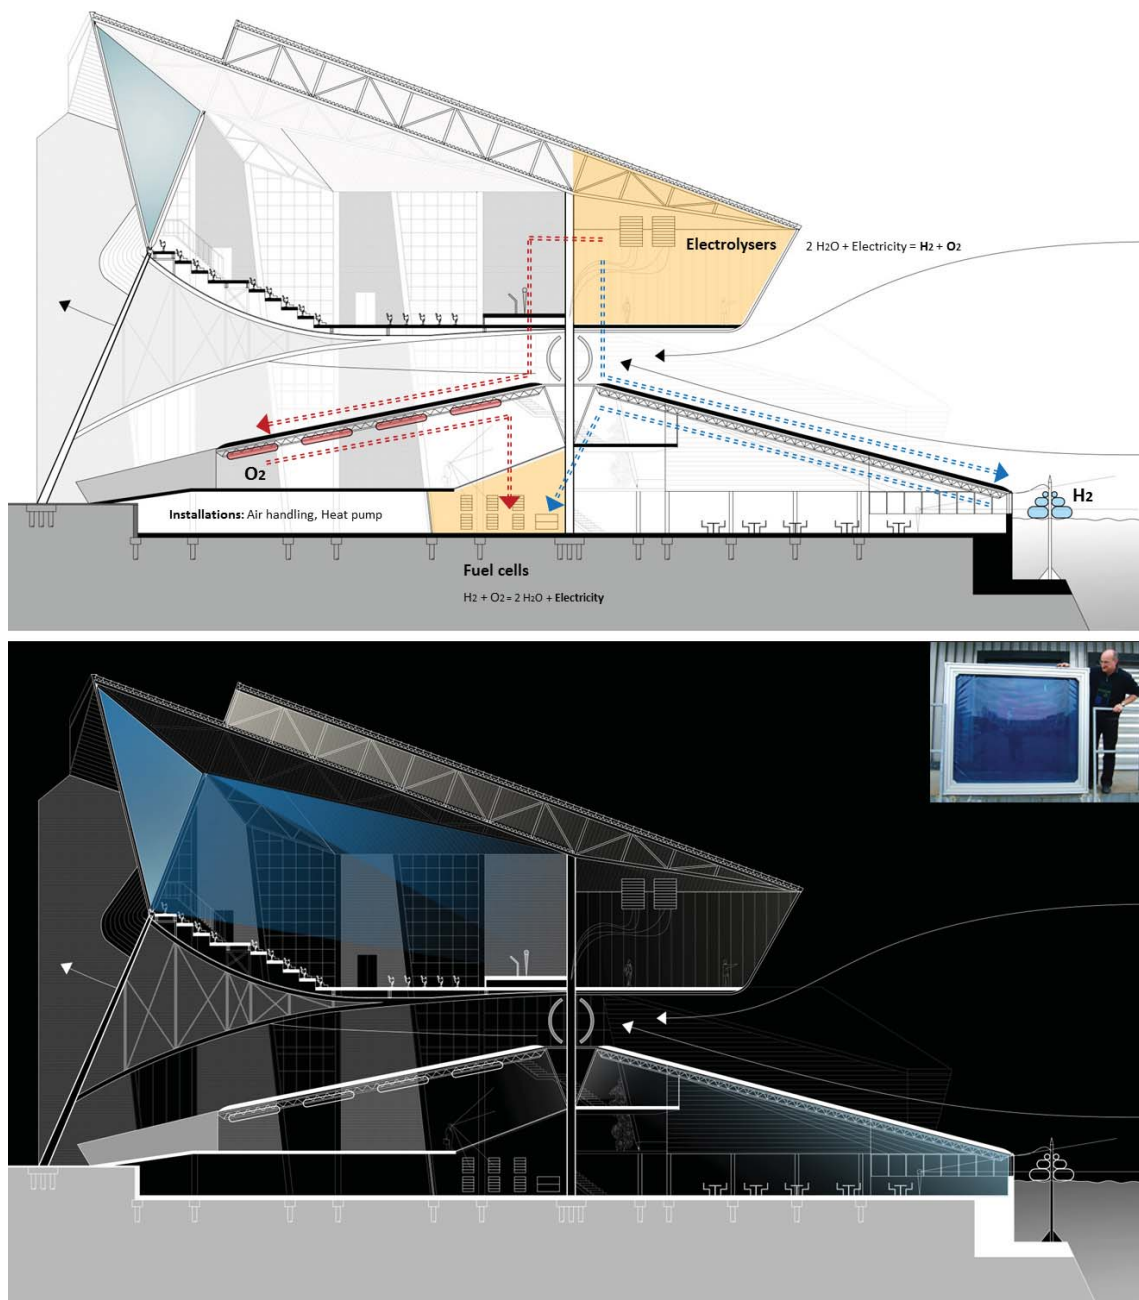 Electrolysers
2 H2O + Electricity = H2 + O2
O2
H2
Installations: Air handling, Heat pump
Fuel cells
H2 + O2 = 2 H2O + Electricity